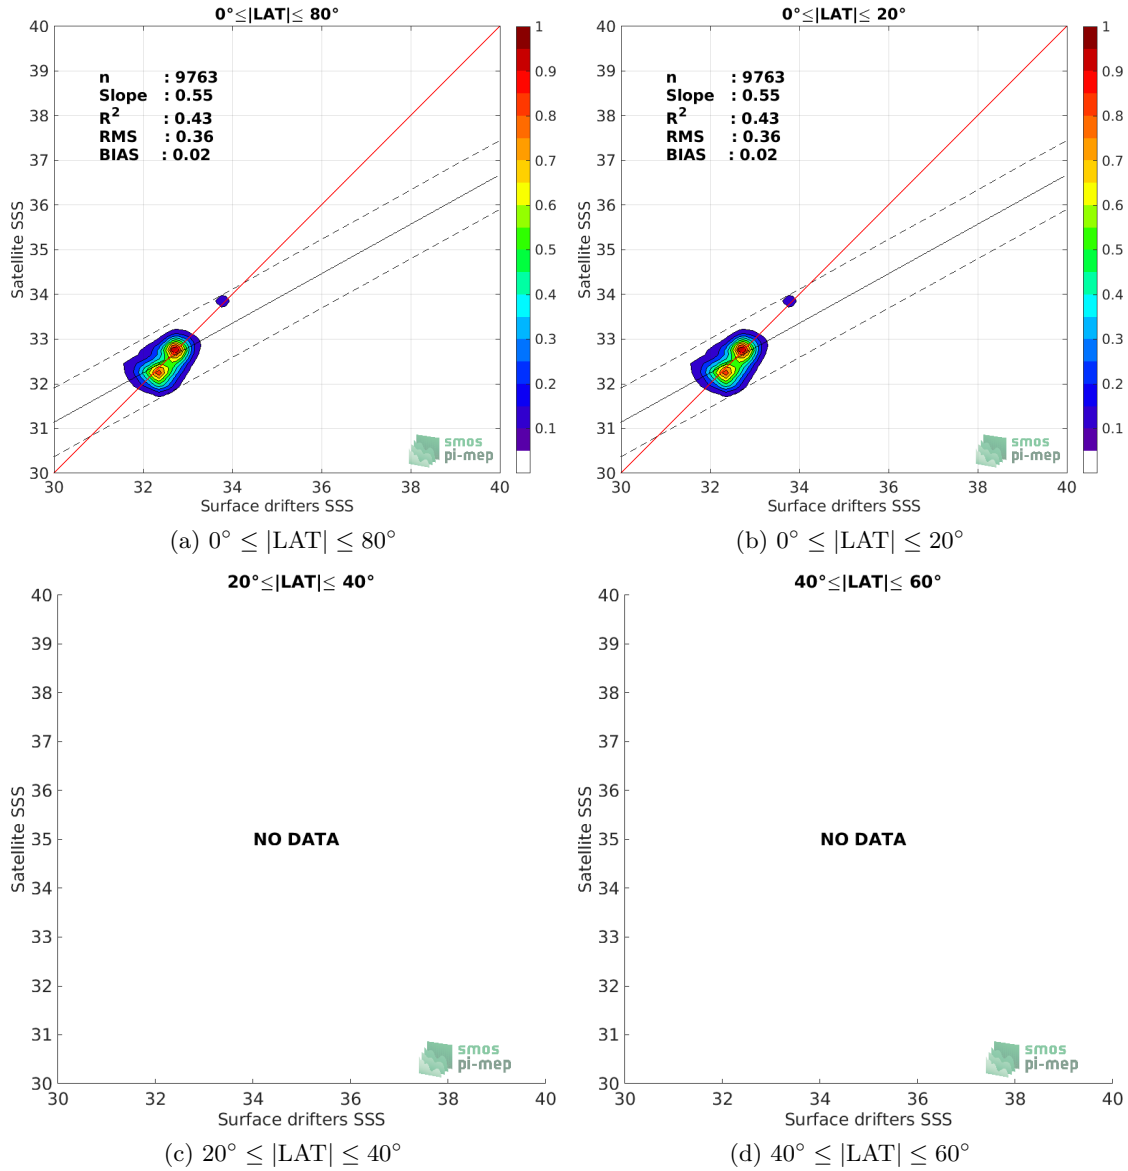 0°≤|LAT|≤ 80°
n : 9763
Slope : 0.55
R² : 0.43
RMS : 0.36
BIAS : 0.02
40
39
38
37
36
35
34
33
32
31
30
Satellite SSS
30 32 34 36 38 40
Surface drifters SSS
1
0.9
0.8
0.7
0.6
0.5
0.4
0.3
0.2
0.1
smos
pi-mep
(a) 0° ≤ |LAT| ≤ 80°
0°≤|LAT|≤ 20°
n : 9763
Slope : 0.55
R² : 0.43
RMS : 0.36
BIAS : 0.02
40
39
38
37
36
35
34
33
32
31
30
Satellite SSS
30 32 34 36 38 40
Surface drifters SSS
1
0.9
0.8
0.7
0.6
0.5
0.4
0.3
0.2
0.1
smos
pi-mep
(b) 0° ≤ |LAT| ≤ 20°
20°≤|LAT|≤ 40°
40
39
38
37
36
35
34
33
32
31
30
Satellite SSS
NO DATA
30 32 34 36 38 40
Surface drifters SSS
smos
pi-mep
(c) 20° ≤ |LAT| ≤ 40°
40°≤|LAT|≤ 60°
40
39
38
37
36
35
34
33
32
31
30
Satellite SSS
NO DATA
30 32 34 36 38 40
Surface drifters SSS
smos
pi-mep
(d) 40° ≤ |LAT| ≤ 60°